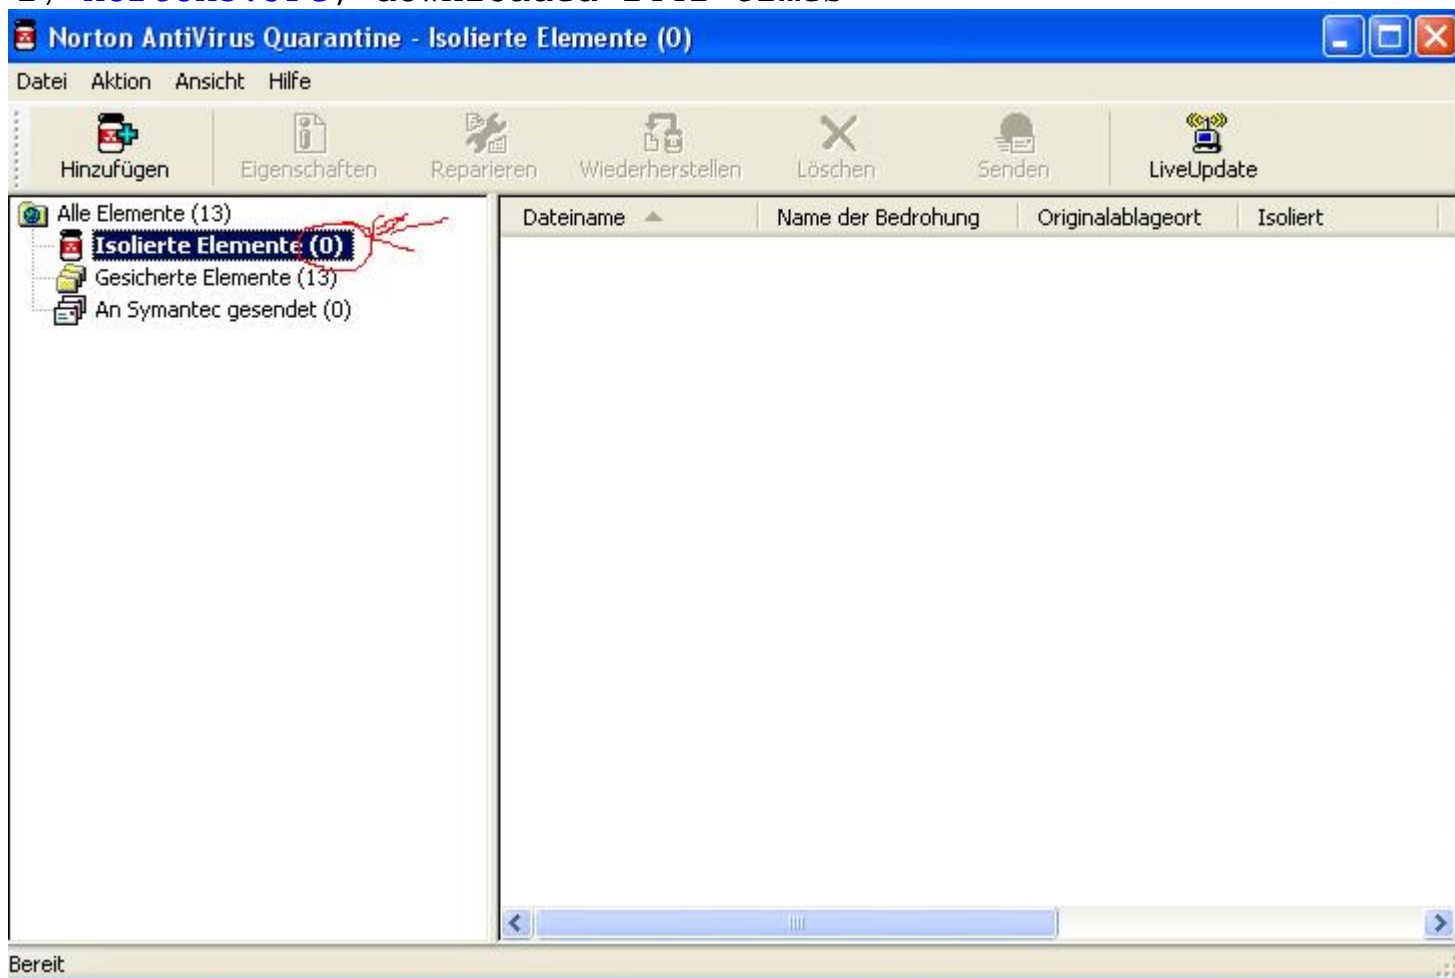 Norton AntiVirus Quarantine - Isolierte Elemente (0)
Datei Aktion Ansicht Hilfe
Hinzufügen Eigenschaften Reparieren Wiederherstellen Löschen Senden LiveUpdate
Alle Elemente (13)
Isolierte Elemente (0)
Gesicherte Elemente (13)
An Symantec gesendet (0)
Dateiname Name der Bedrohung Originalablageort Isoliert
Bereit